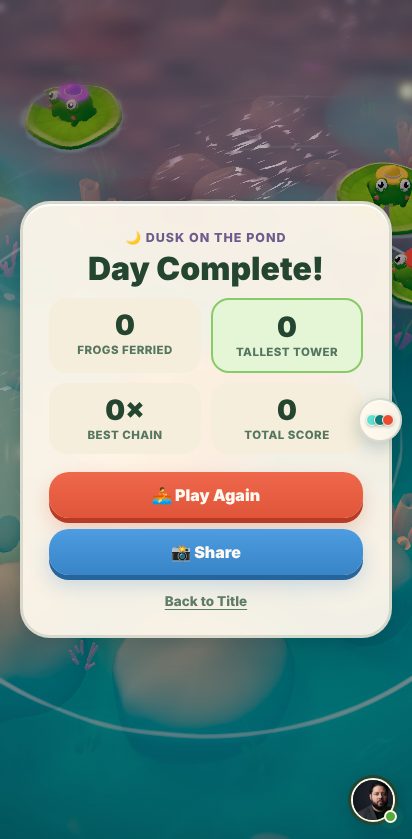 🌙 DUSK ON THE POND
Day Complete!
0
FROGS FERRIED
0
TALLEST TOWER
0×
BEST CHAIN
0
TOTAL SCORE
🚣 Play Again
📸 Share
Back to Title